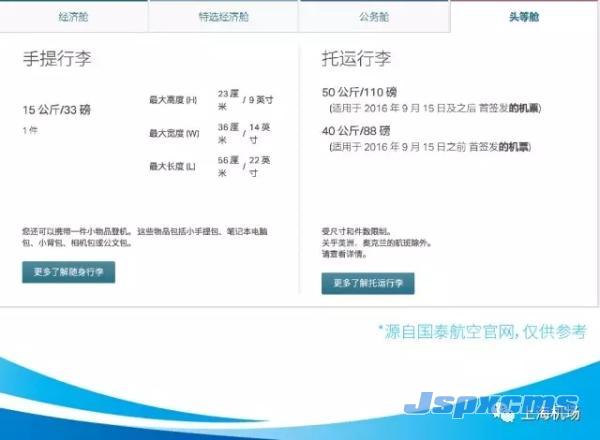 经济舱
特选经济舱
公务舱
头等舱
手提行李
15 公斤/33 磅
1 件
最大高度 (H) 23 厘米 / 9 英寸
最大宽度 (W) 36 厘米 / 14 英寸
最大长度 (L) 56 厘米 / 22 英寸
您还可以携带一件小物品登机。这些物品包括小手提包、笔记本电脑
包、小背包、相机包或公文包。
更多了解随身行李
托运行李
50 公斤/110 磅
(适用于 2016 年 9 月 15 日及之后 首签发的机票)
40 公斤/88 磅
(适用于 2016 年 9 月 15 日之前 首签发的机票)
受尺寸和件数限制。
关乎美洲、奥克兰的航班除外。
请查看详情。
更多了解托运行李
*源自国泰航空官网,仅供参考
Jspxcms
上海机场